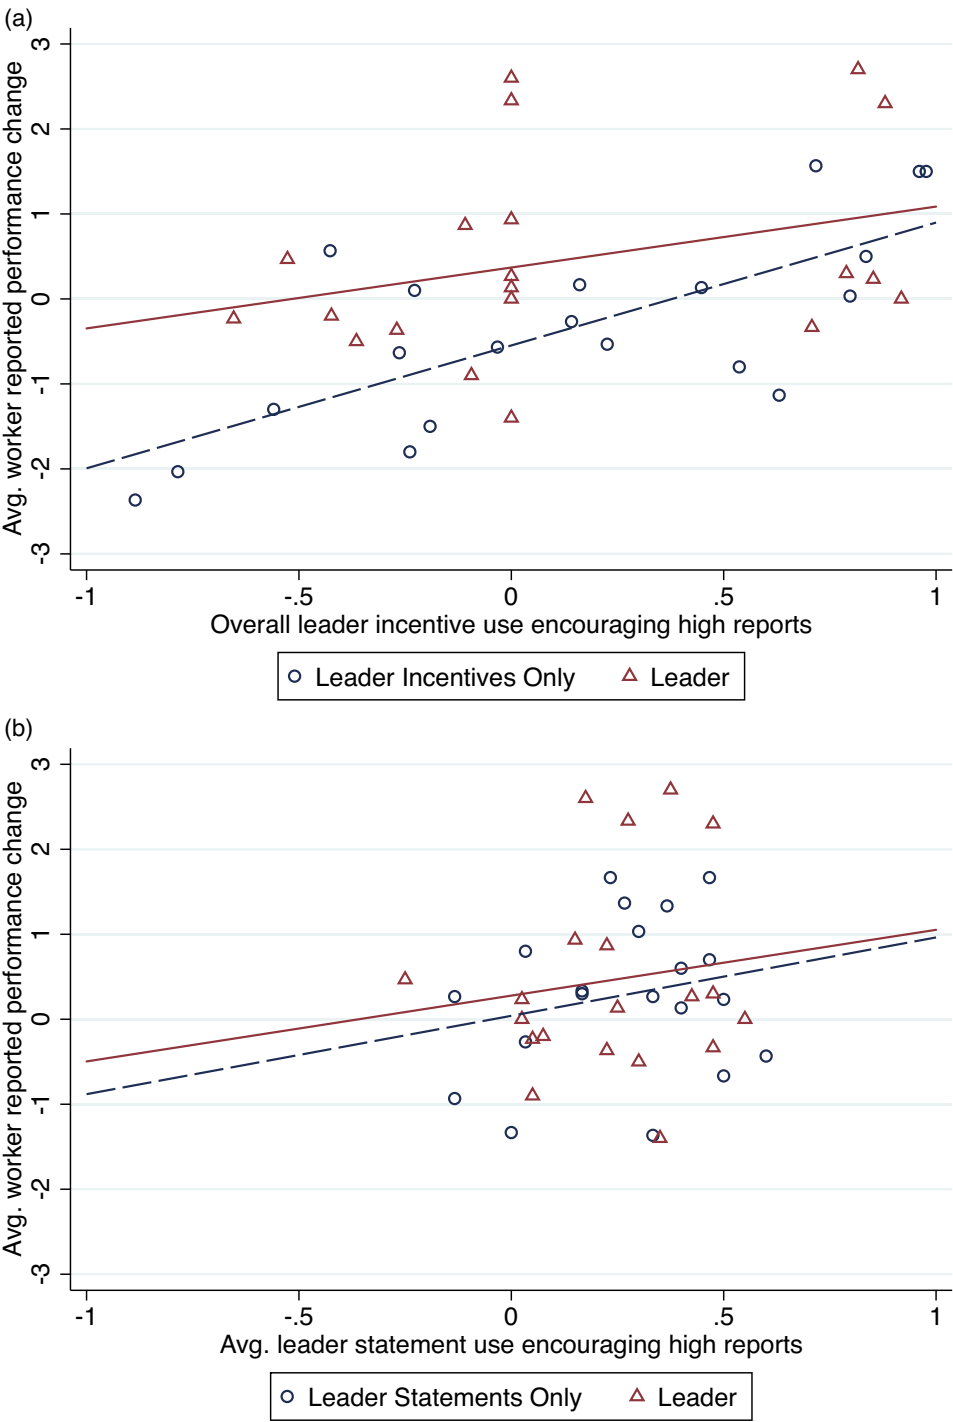 (a)
Avg. worker reported performance change
3
2
1
0
-1
-2
-3
-1
-.5
0
.5
1
Overall leader incentive use encouraging high reports
Leader Incentives Only
Leader
(b)
Avg. worker reported performance change
3
2
1
0
-1
-2
-3
-1
-.5
0
.5
1
Avg. leader statement use encouraging high reports
Leader Statements Only
Leader